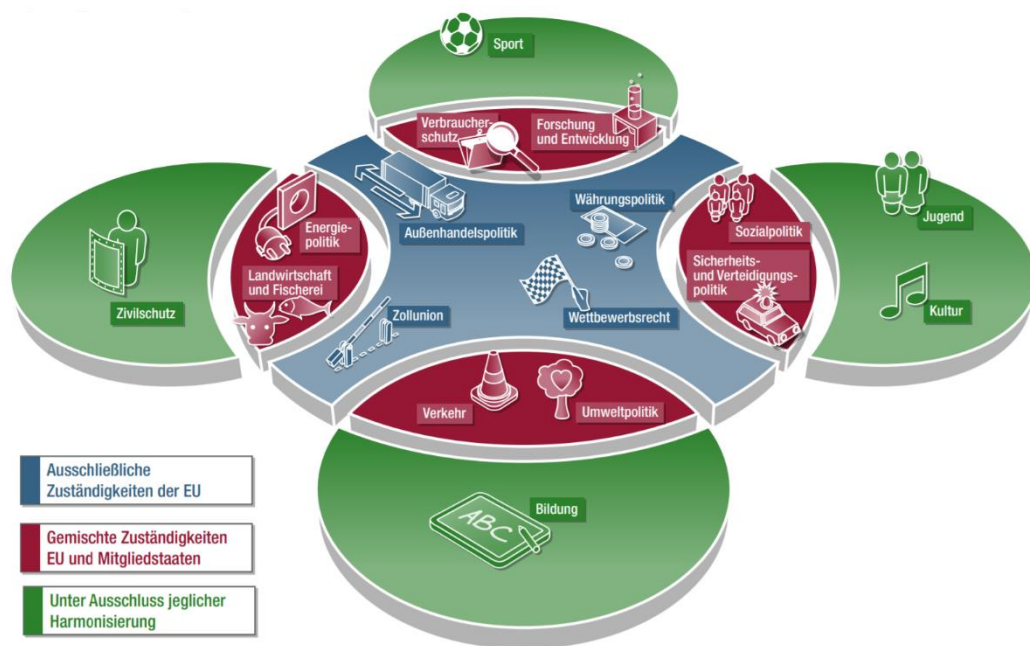 Sport
Verbraucher-
schutz
Forschung
und Entwicklung
Außenhandelspolitik
Währungspolitik
Energie-
politik
Landwirtschaft
und Fischerei
Zollunion
Wettbewerbsrecht
Sozialpolitik
Sicherheits-
und Verteidigungs-
politik
Jugend
Kultur
Zivilschutz
Verkehr
Umweltpolitik
Bildung
ABC
Ausschließliche
Zuständigkeiten der EU
Gemischte Zuständigkeiten
EU und Mitgliedstaaten
Unter Ausschluss jeglicher
Harmonisierung